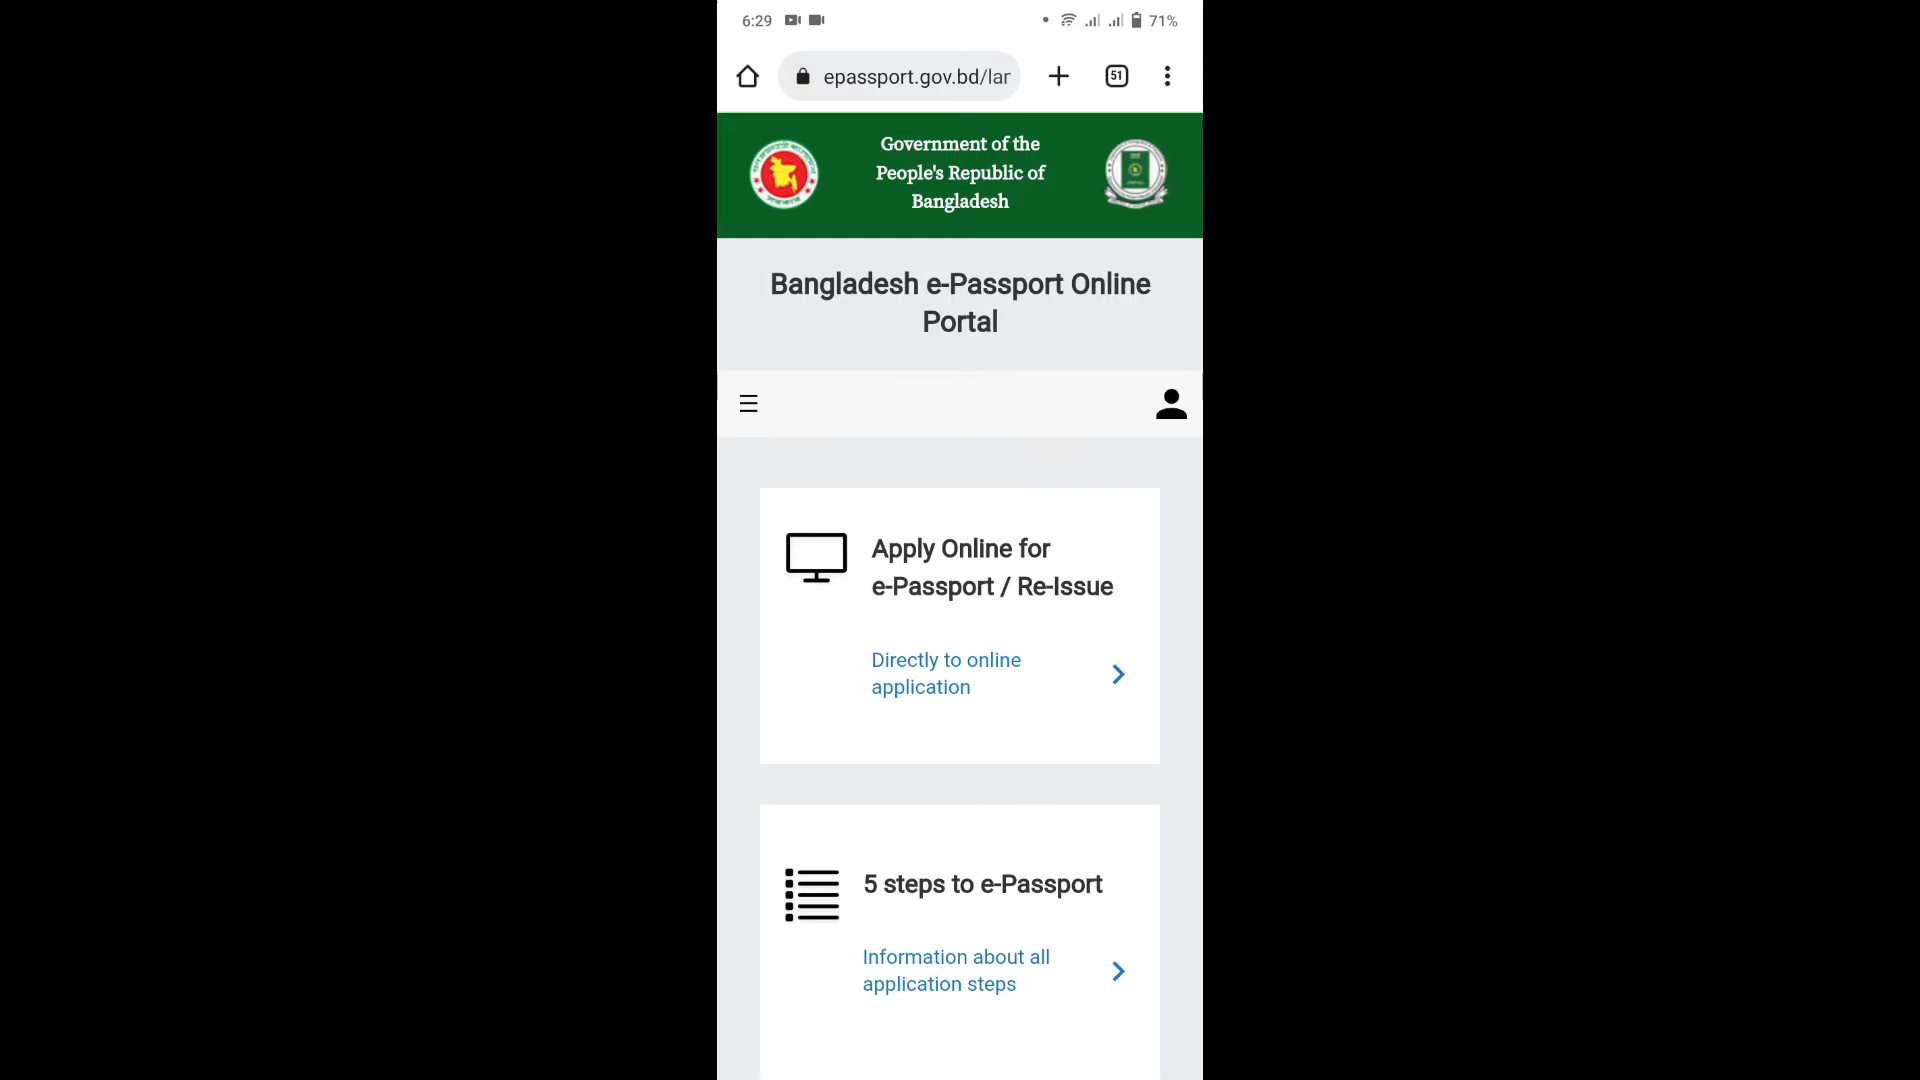 6:29
71%
epassport.gov.bd/lar
51
Government of the
People's Republic of
Bangladesh
Bangladesh e-Passport Online
Portal
Apply Online for
e-Passport / Re-Issue
Directly to online
application
5 steps to e-Passport
Information about all
application steps